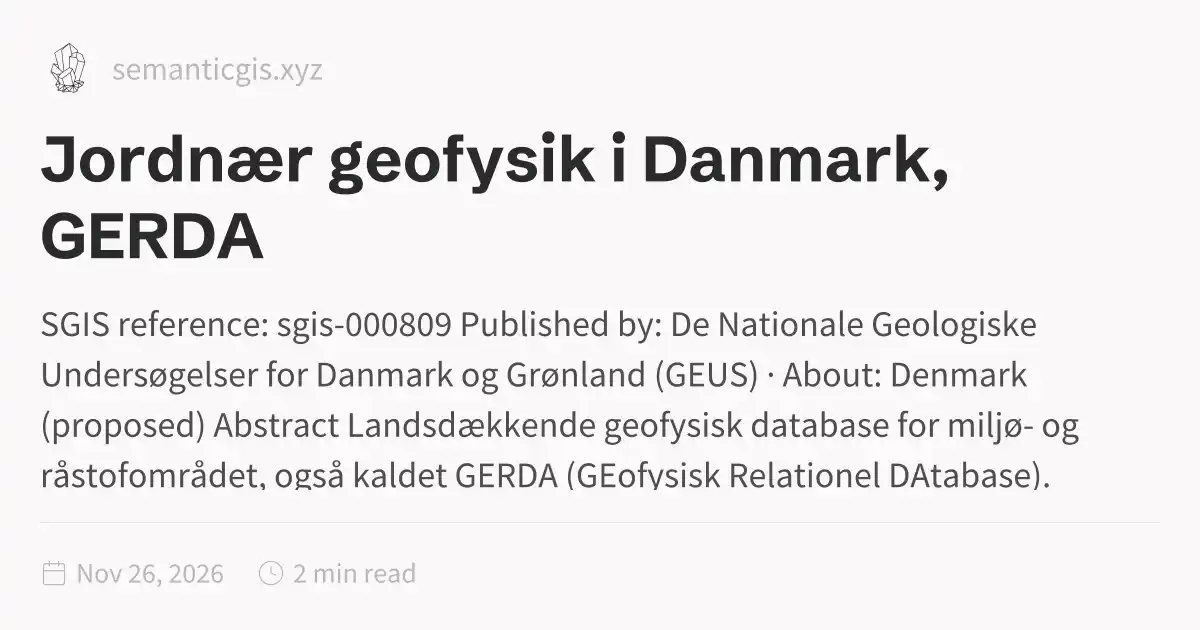 semanticgis.xyz
Jordnær geofysik i Danmark,
GERDA
SGIS reference: sgis-000809 Published by: De Nationale Geologiske
Undersøgelser for Danmark og Grønland (GEUS) · About: Denmark
(proposed) Abstract Landsdækkende geofysisk database for miljø- og
råstofområdet, også kaldet GERDA (GEofysisk Relationel DAtabase).
Nov 26, 2026
2 min read